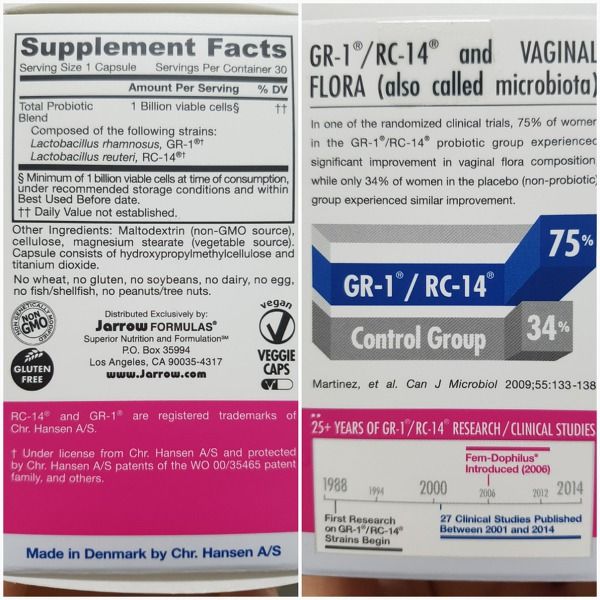 Supplement Facts
Serving Size 1 Capsule Servings Per Container 30
Amount Per Serving % DV
Total Probiotic 1 Billion viable cells§ ††
Blend
Composed of the following strains:
Lactobacillus rhamnosus, GR-1®†
Lactobacillus reuteri, RC-14®†
§ Minimum of 1 billion viable cells at time of consumption,
under recommended storage conditions and within
Best Used Before date.
†† Daily Value not established.
Other Ingredients: Maltodextrin (non-GMO source),
cellulose, magnesium stearate (vegetable source).
Capsule consists of hydroxypropylmethylcellulose and
titanium dioxide.
No wheat, no gluten, no soybeans, no dairy, no egg,
no fish/shellfish, no peanuts/tree nuts.
NON GENETICALLY MODIFIED
NON
GMO
GLUTEN
FREE
Distributed Exclusively by:
Jarrow FORMULAS®
Superior Nutrition and Formulation℠
P.O. Box 35994
Los Angeles, CA 90035-4317
www.Jarrow.com
vegan
VEGGIE
CAPS
RC-14® and GR-1® are registered trademarks of
Chr. Hansen A/S.
† Under license from Chr. Hansen A/S and protected
by Chr. Hansen A/S patents of the WO 00/35465 patent
family, and others.
Made in Denmark by Chr. Hansen A/S
GR-1®/RC-14® and VAGINAL
FLORA (also called microbiota)
In one of the randomized clinical trials, 75% of women
in the GR-1®/RC-14® probiotic group experienced
significant improvement in vaginal flora composition
while only 34% of women in the placebo (non-probiotic)
group experienced similar improvement.
75%
GR-1®/ RC-14®
Control Group 34%
Martinez, et al. Can J Microbiol 2009;55:133-138
**
25+ YEARS OF GR-1®/RC-14® RESEARCH/CLINICAL STUDIES
Fem-Dophilus®
Introduced (2006)
1988 1994 2000 2006 2012 2014
First Research
on GR-1®/RC-14®
Strains Begin
27 Clinical Studies Published
Between 2001 and 2014